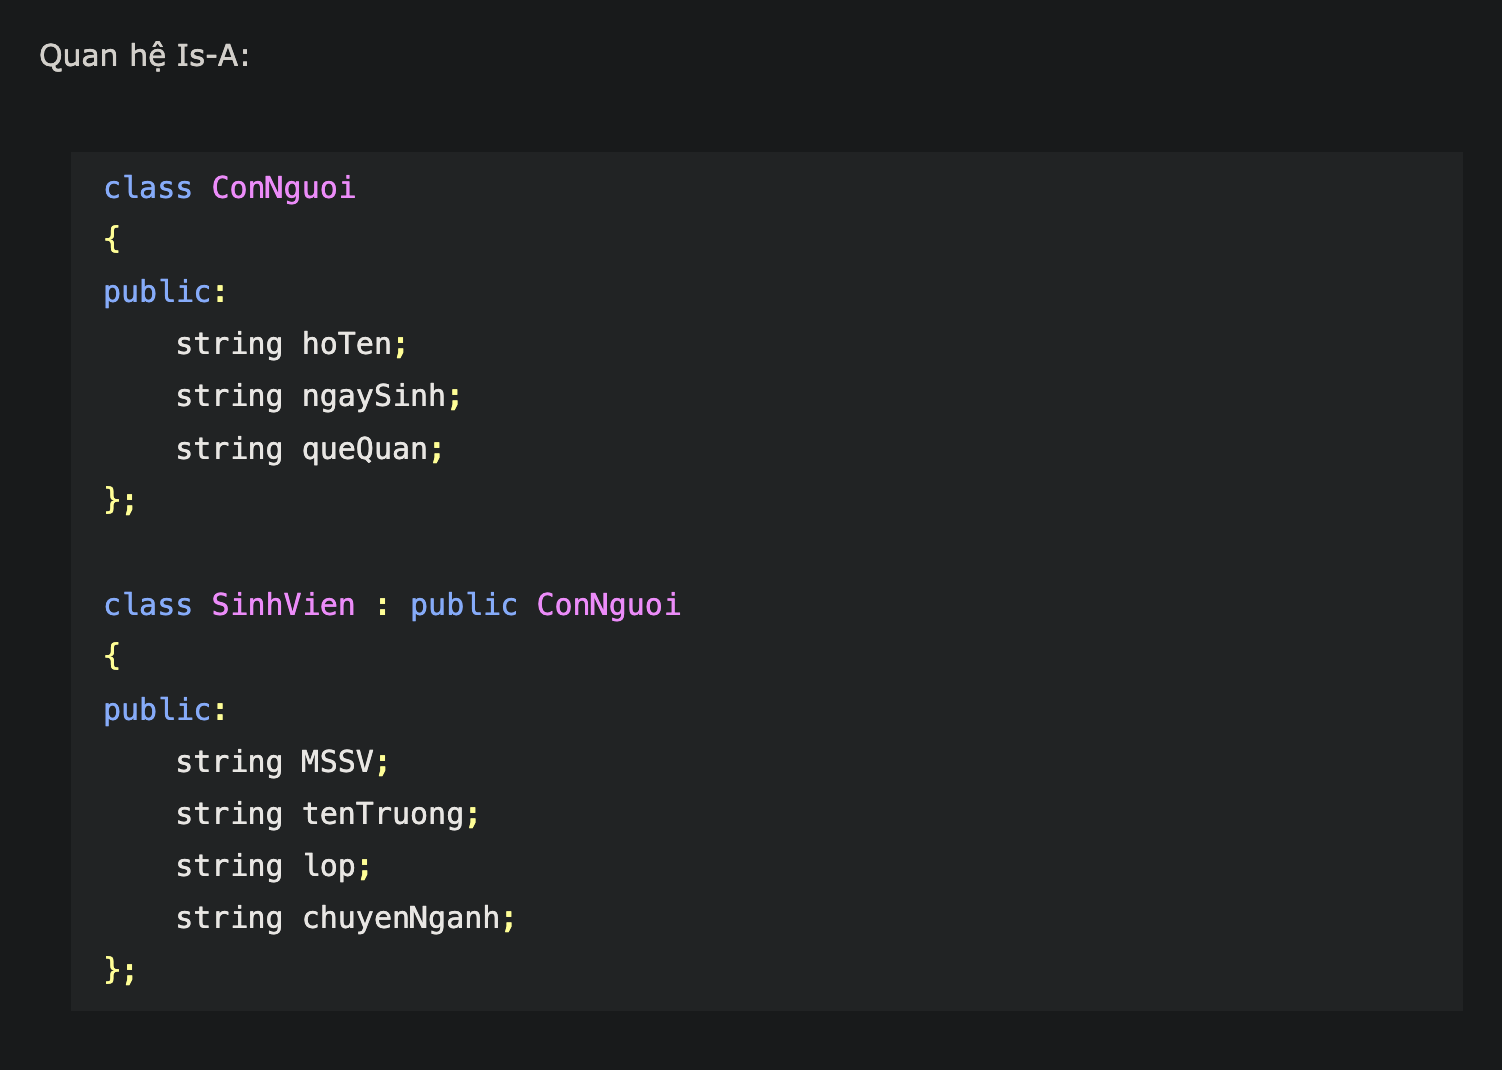 Quan hệ Is-A:
class ConNguoi
{
public:
    string hoTen;
    string ngaySinh;
    string queQuan;
};
class SinhVien : public ConNguoi
{
public:
    string MSSV;
    string tenTruong;
    string lop;
    string chuyenNganh;
};